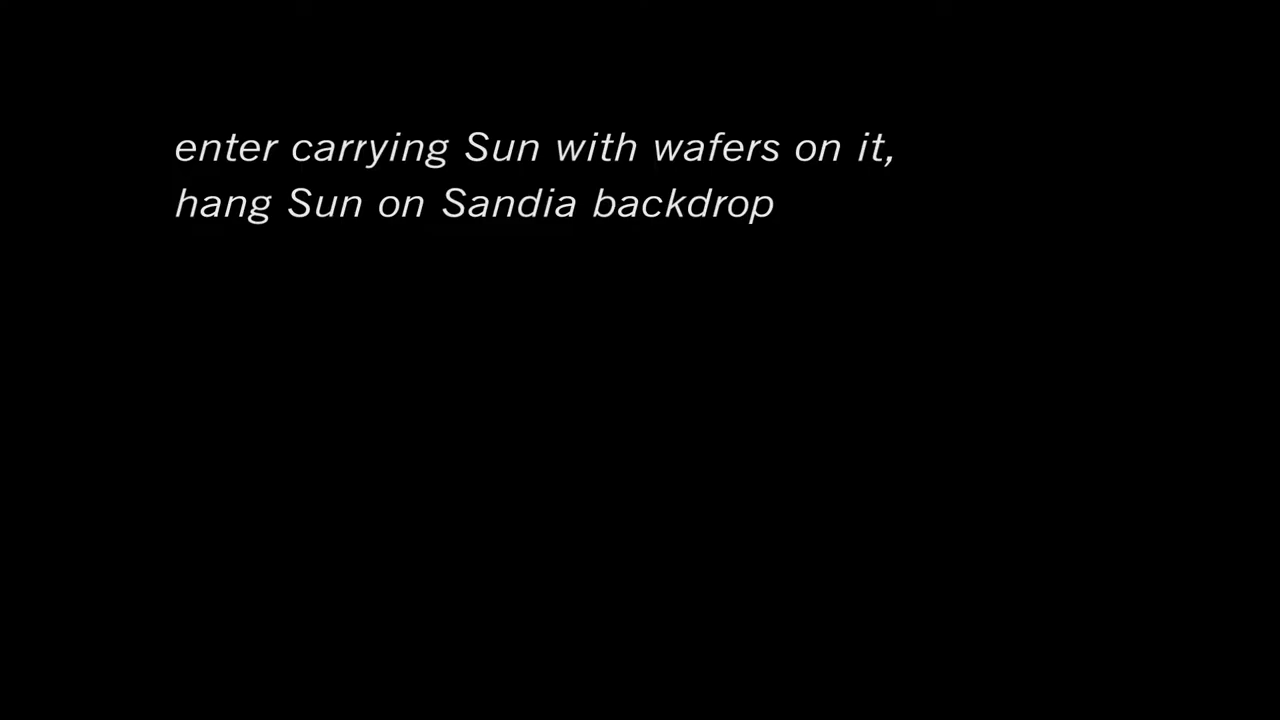 enter carrying Sun with wafers on it,
hang Sun on Sandia backdrop